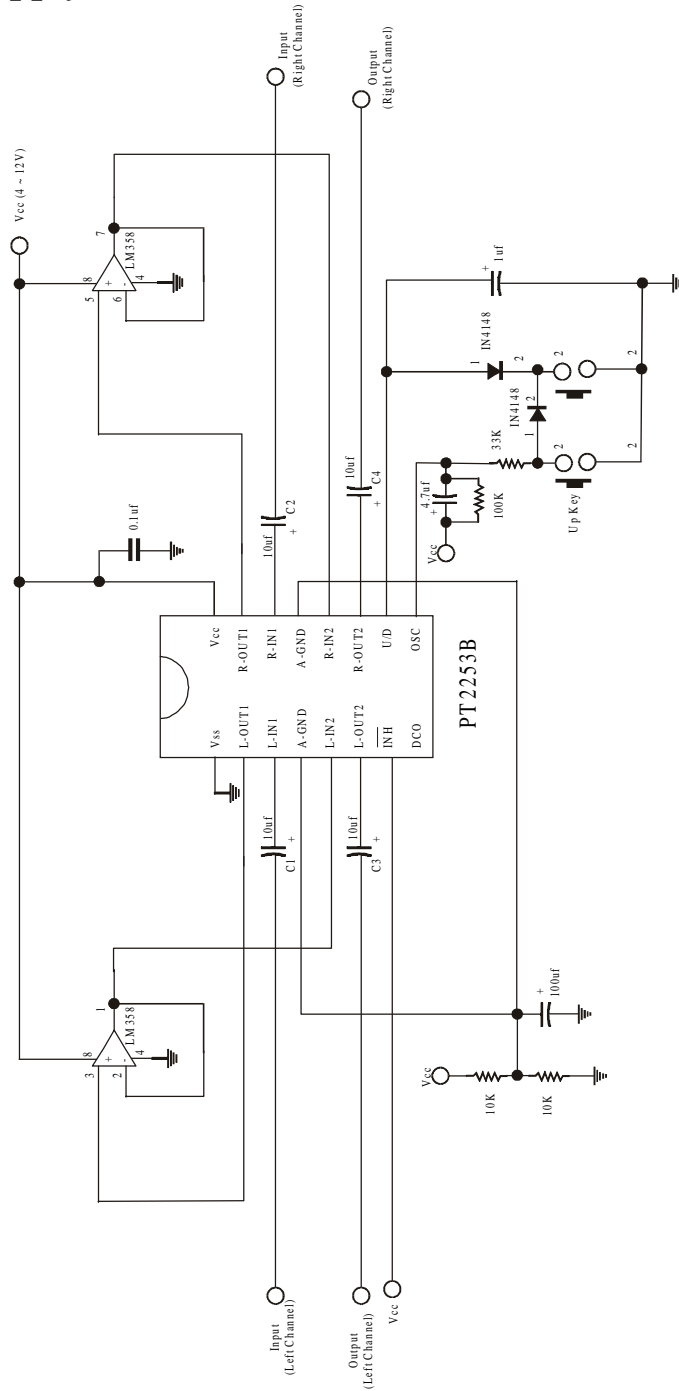 Vcc (4 ~ 12V)
3
8
+
1
2
-
4
LM358
5
8
+
7
6
-
4
LM358
0.1uf
Input
(Left Channel)
10uf
C1
+
Output
(Left Channel)
10uf
C3
+
Vcc
Vss
L-OUT1
L-IN1
A-GND
L-IN2
L-OUT2
INH
DCO
Vcc
R-OUT1
R-IN1
A-GND
R-IN2
R-OUT2
U/D
OSC
PT2253B
10uf
C2
+
Input
(Right Channel)
10uf
C4
+
Output
(Right Channel)
Vcc
10K
10K
+
100uf
Vcc
4.7uf
+
100K
33K
IN4148
1
2
IN4148
1
2
+
1uf
2
2
Up Key
2
2